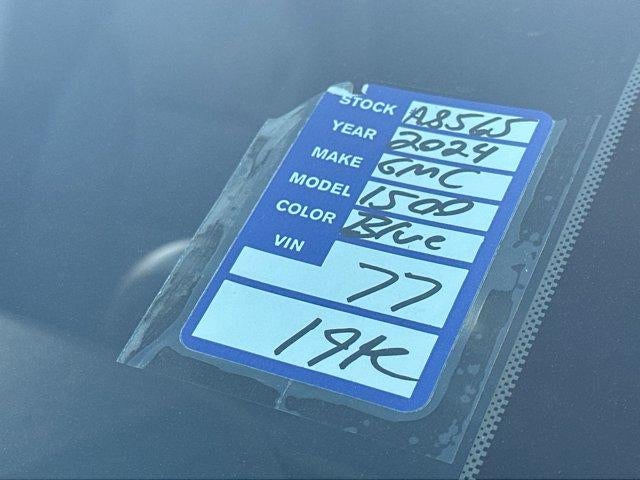 STOCK A8565
YEAR 2024
MAKE GMC
MODEL 1500
COLOR Blue
VIN
77
19K